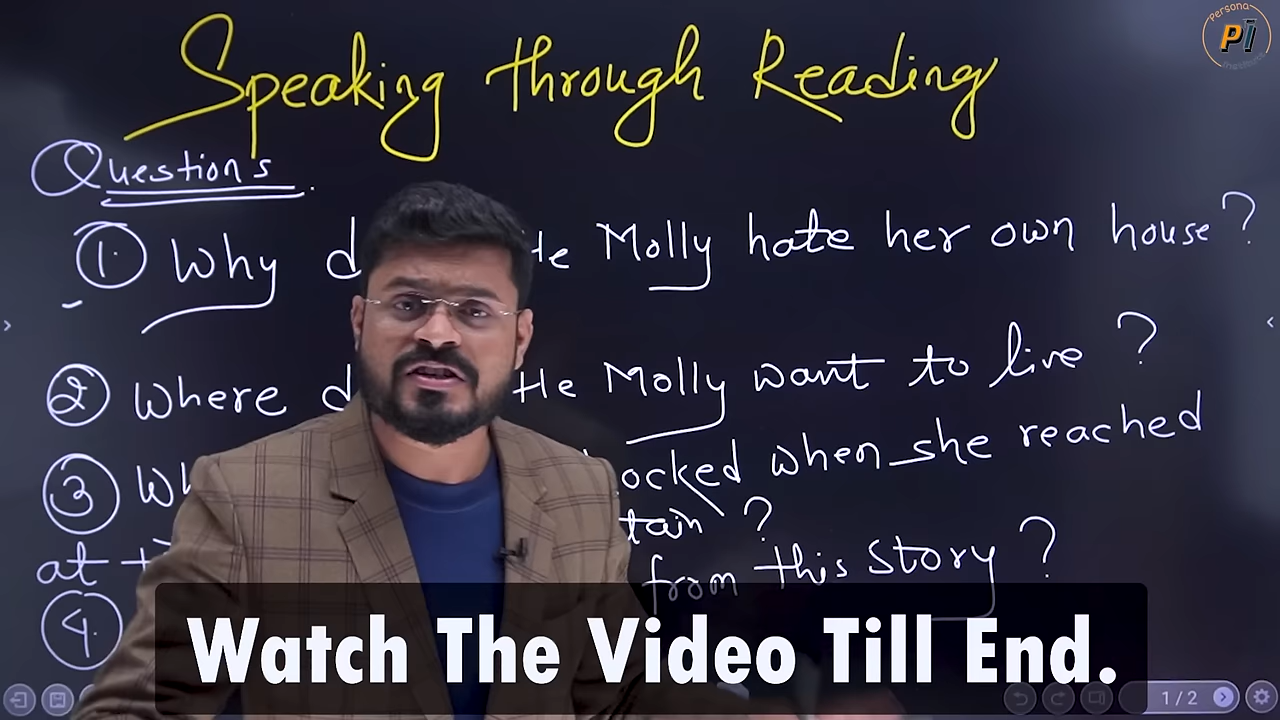 Persona
PI
Speaking through Reading
Questions
1. Why d tle Molly hate her own house?
2 Where d tle Molly want to live?
3 Wh ocked when she reached
at t tain?
4. from this story?
Watch The Video Till End.
1 / 2